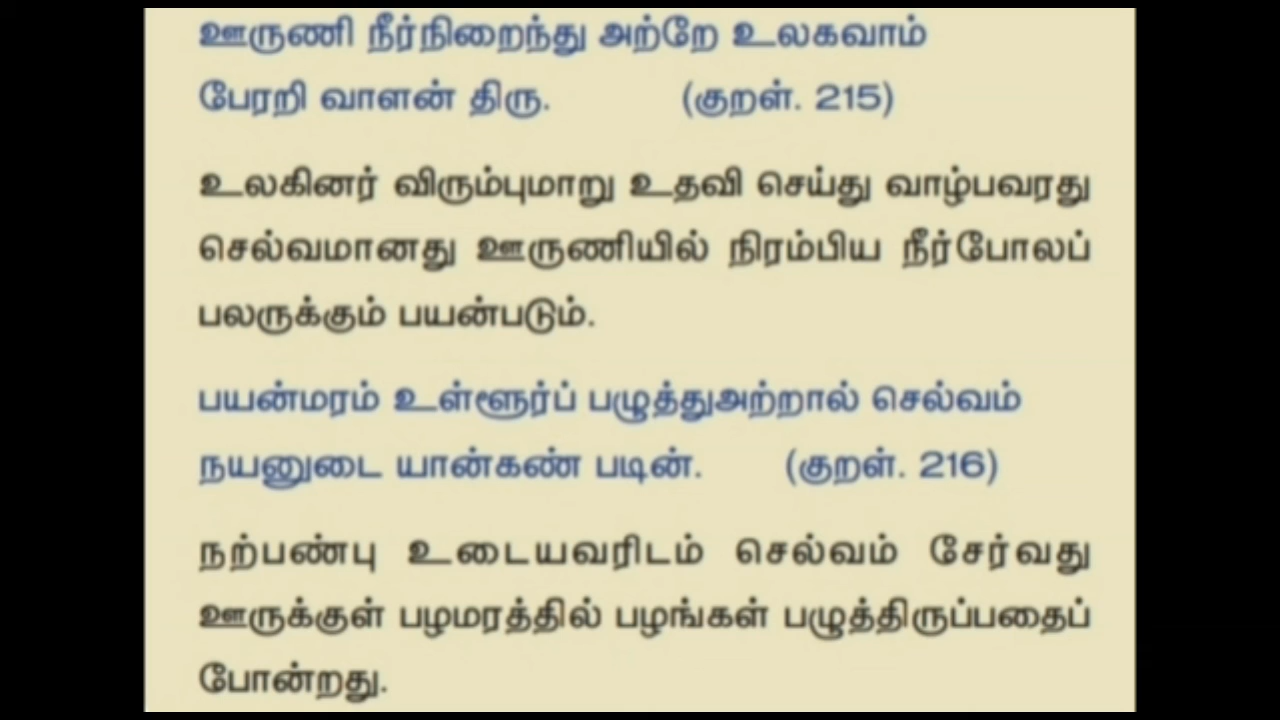 ஊருணி நீர்நிறைந்து அற்றே உலகவாம்
பேரறி வாளன் திரு. (குறள். 215)
உலகினர் விரும்புமாறு உதவி செய்து வாழ்பவரது
செல்வமானது ஊருணியில் நிரம்பிய நீர்போலப்
பலருக்கும் பயன்படும்.
பயன்மரம் உள்ளூர்ப் பழுத்துஅற்றால் செல்வம்
நயனுடை யான்கண் படின். (குறள். 216)
நற்பண்பு உடையவரிடம் செல்வம் சேர்வது
ஊருக்குள் பழமரத்தில் பழங்கள் பழுத்திருப்பதைப்
போன்றது.